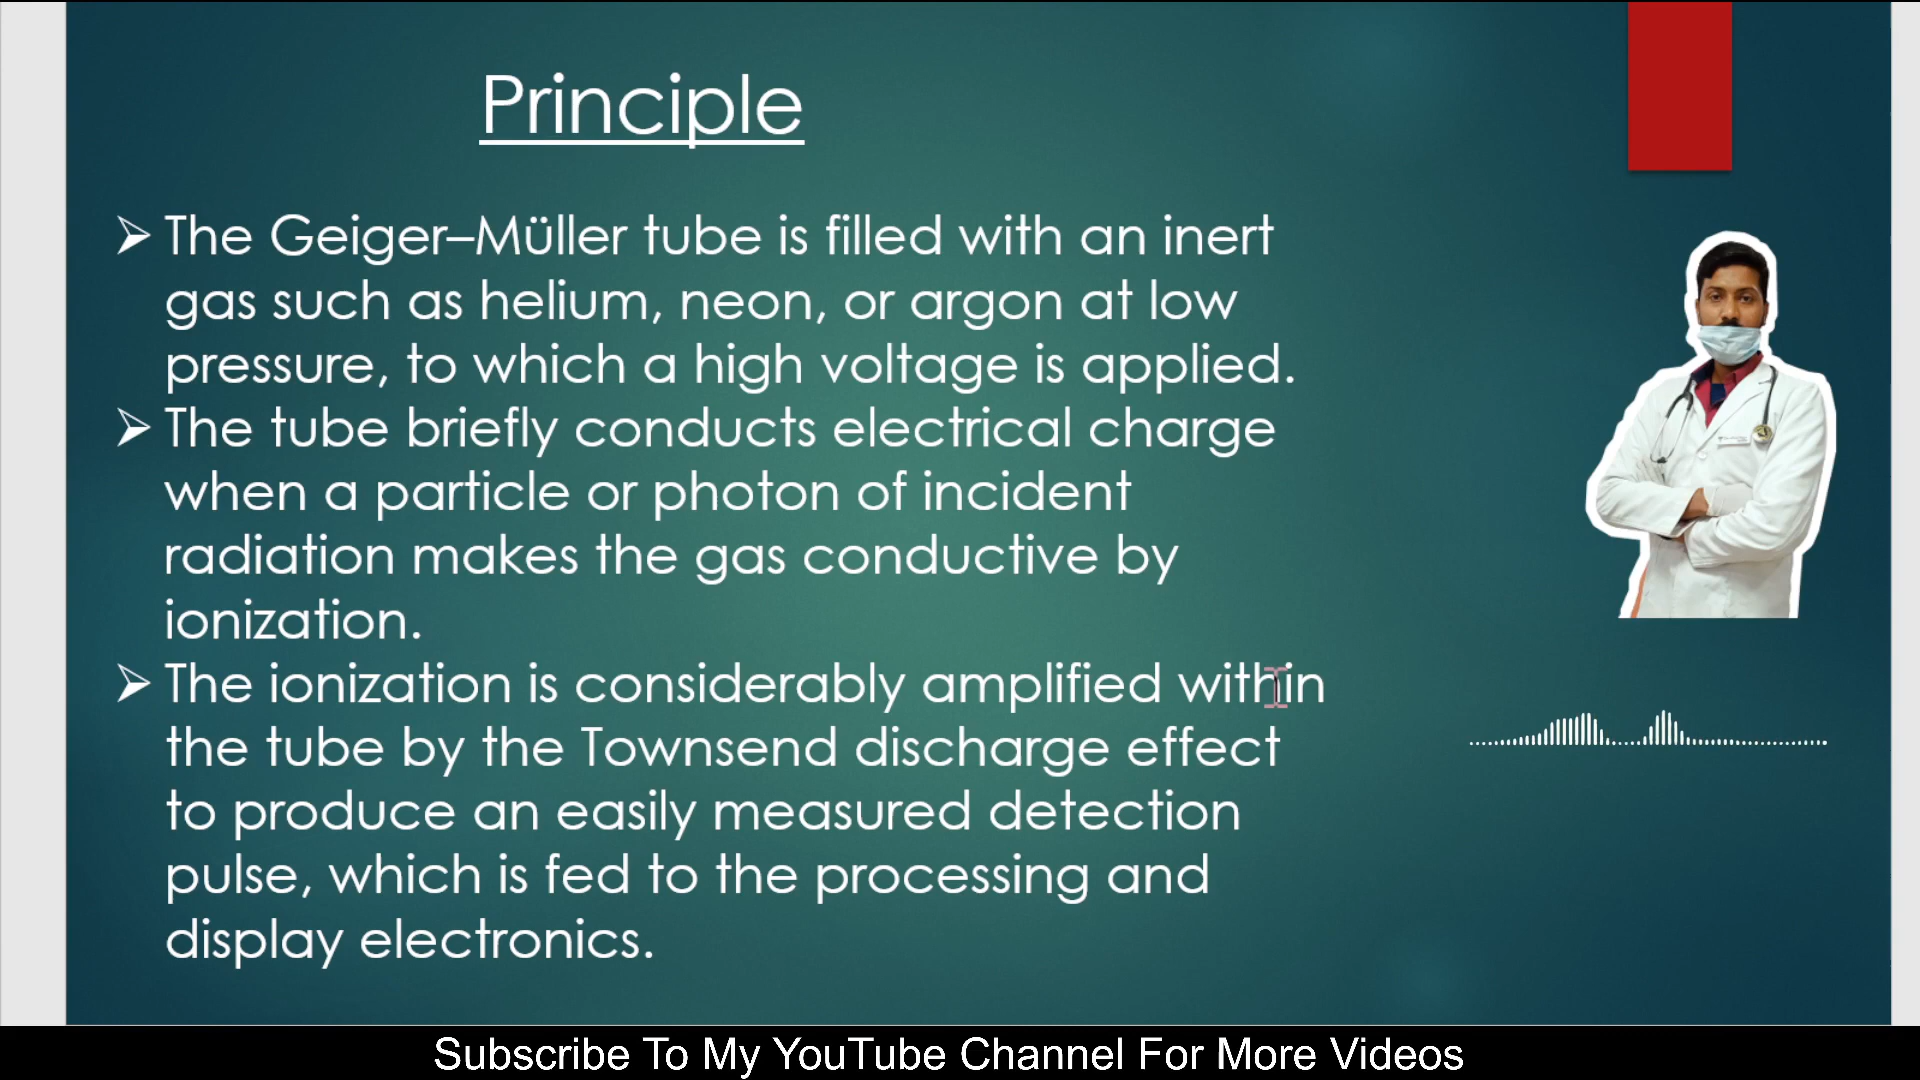 Principle
➢ The Geiger–Müller tube is filled with an inert
gas such as helium, neon, or argon at low
pressure, to which a high voltage is applied.
➢ The tube briefly conducts electrical charge
when a particle or photon of incident
radiation makes the gas conductive by
ionization.
➢ The ionization is considerably amplified within
the tube by the Townsend discharge effect
to produce an easily measured detection
pulse, which is fed to the processing and
display electronics.
Subscribe To My YouTube Channel For More Videos